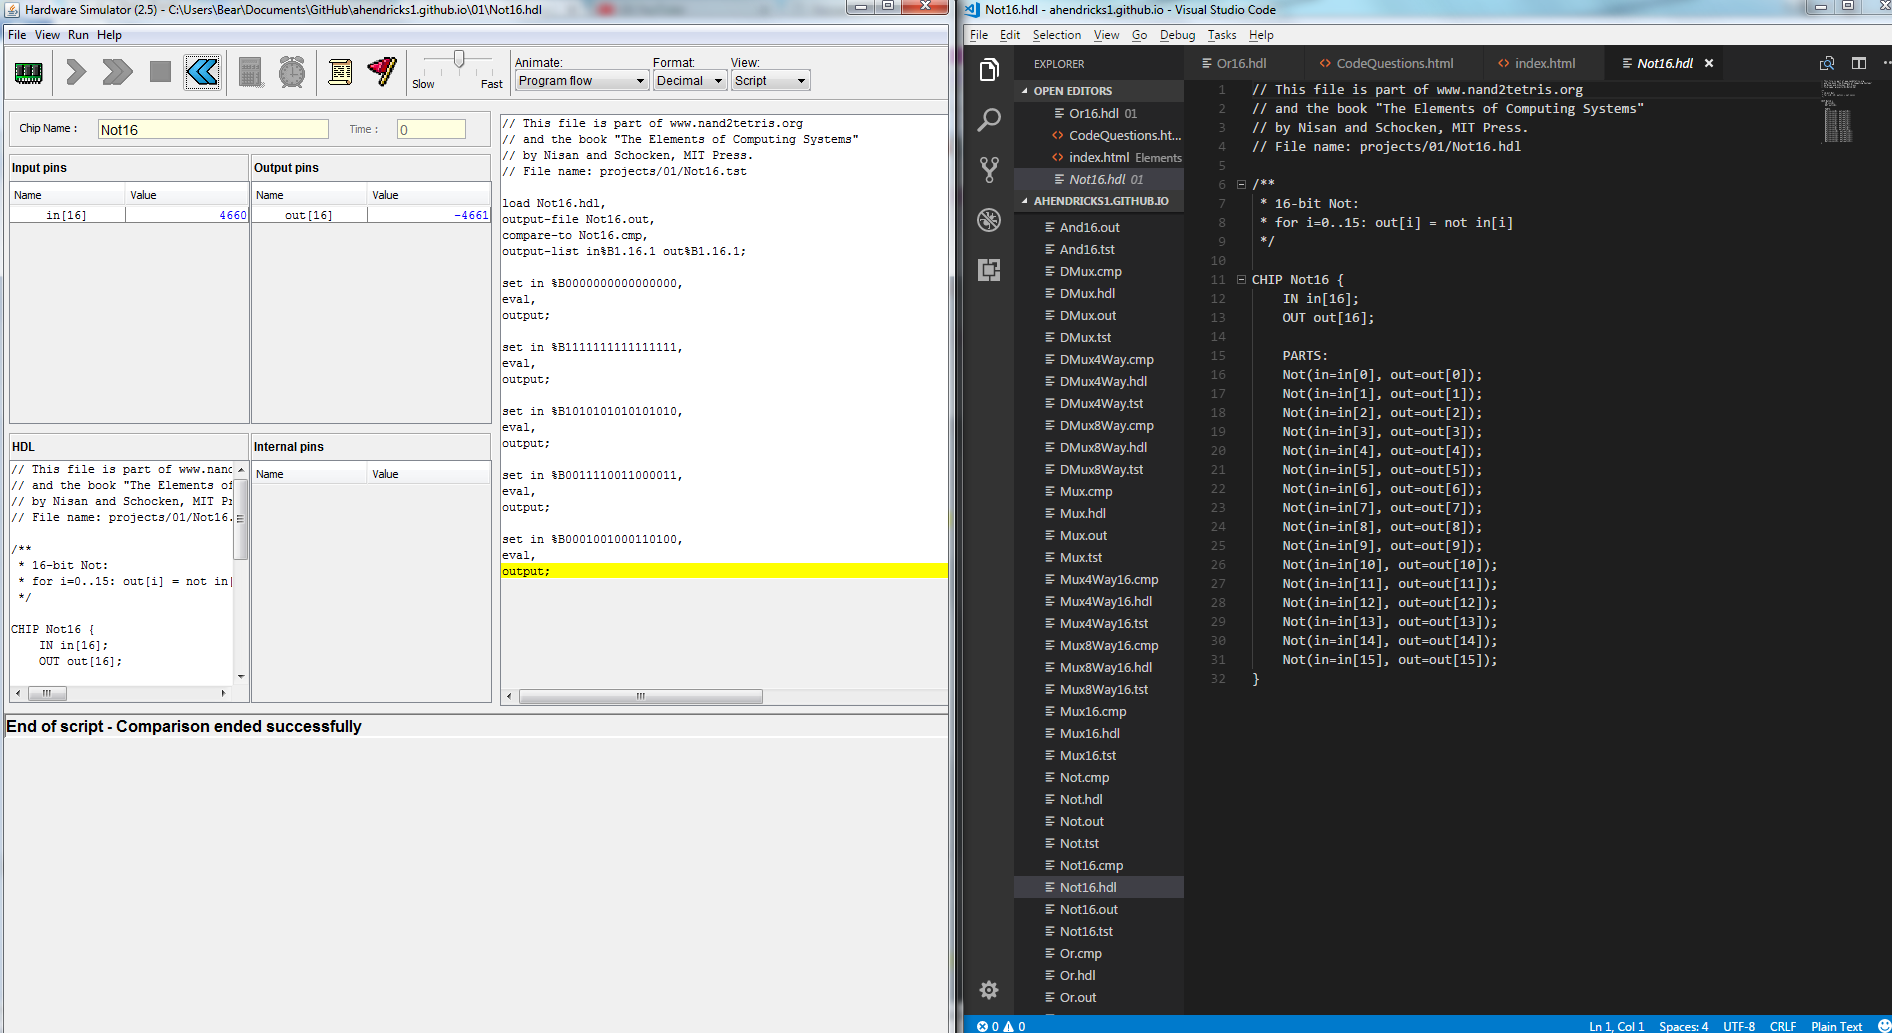 Hardware Simulator (2.5) - C:\Users\Bear\Documents\GitHub\ahendricks1.github.io\01\Not16.hdl
File View Run Help
Slow
Fast
Animate:
Program flow
Format:
Decimal
View:
Script
Chip Name :
Not16
Time :
0
Input pins
Name Value
in[16] 4660
Output pins
Name Value
out[16] -4661
HDL
// This file is part of www.nanc
// and the book "The Elements of
// by Nisan and Schocken, MIT Pr
// File name: projects/01/Not16.
/**
* 16-bit Not:
* for i=0..15: out[i] = not in[
*/
CHIP Not16 {
IN in[16];
OUT out[16];
Internal pins
Name Value
// This file is part of www.nand2tetris.org
// and the book "The Elements of Computing Systems"
// by Nisan and Schocken, MIT Press.
// File name: projects/01/Not16.tst
load Not16.hdl,
output-file Not16.out,
compare-to Not16.cmp,
output-list in%B1.16.1 out%B1.16.1;
set in %B0000000000000000,
eval,
output;
set in %B1111111111111111,
eval,
output;
set in %B1010101010101010,
eval,
output;
set in %B0011110011000011,
eval,
output;
set in %B0001001000110100,
eval,
output;
End of script - Comparison ended successfully
Not16.hdl - ahendricks1.github.io - Visual Studio Code
File Edit Selection View Go Debug Tasks Help
EXPLORER
OPEN EDITORS
Or16.hdl 01
CodeQuestions.ht...
index.html Elements
Not16.hdl 01
AHENDRICKS1.GITHUB.IO
And16.out
And16.tst
DMux.cmp
DMux.hdl
DMux.out
DMux.tst
DMux4Way.cmp
DMux4Way.hdl
DMux4Way.tst
DMux8Way.cmp
DMux8Way.hdl
DMux8Way.tst
Mux.cmp
Mux.hdl
Mux.out
Mux.tst
Mux4Way16.cmp
Mux4Way16.hdl
Mux4Way16.tst
Mux8Way16.cmp
Mux8Way16.hdl
Mux8Way16.tst
Mux16.cmp
Mux16.hdl
Mux16.tst
Not.cmp
Not.hdl
Not.out
Not.tst
Not16.cmp
Not16.hdl
Not16.out
Not16.tst
Or.cmp
Or.hdl
Or.out
Or16.hdl CodeQuestions.html index.html Not16.hdl
1 // This file is part of www.nand2tetris.org
2 // and the book "The Elements of Computing Systems"
3 // by Nisan and Schocken, MIT Press.
4 // File name: projects/01/Not16.hdl
5
6 /**
7 * 16-bit Not:
8 * for i=0..15: out[i] = not in[i]
9 */
10
11 CHIP Not16 {
12 IN in[16];
13 OUT out[16];
14
15 PARTS:
16 Not(in=in[0], out=out[0]);
17 Not(in=in[1], out=out[1]);
18 Not(in=in[2], out=out[2]);
19 Not(in=in[3], out=out[3]);
20 Not(in=in[4], out=out[4]);
21 Not(in=in[5], out=out[5]);
22 Not(in=in[6], out=out[6]);
23 Not(in=in[7], out=out[7]);
24 Not(in=in[8], out=out[8]);
25 Not(in=in[9], out=out[9]);
26 Not(in=in[10], out=out[10]);
27 Not(in=in[11], out=out[11]);
28 Not(in=in[12], out=out[12]);
29 Not(in=in[13], out=out[13]);
30 Not(in=in[14], out=out[14]);
31 Not(in=in[15], out=out[15]);
32 }
0 0
Ln 1, Col 1 Spaces: 4 UTF-8 CRLF Plain Text